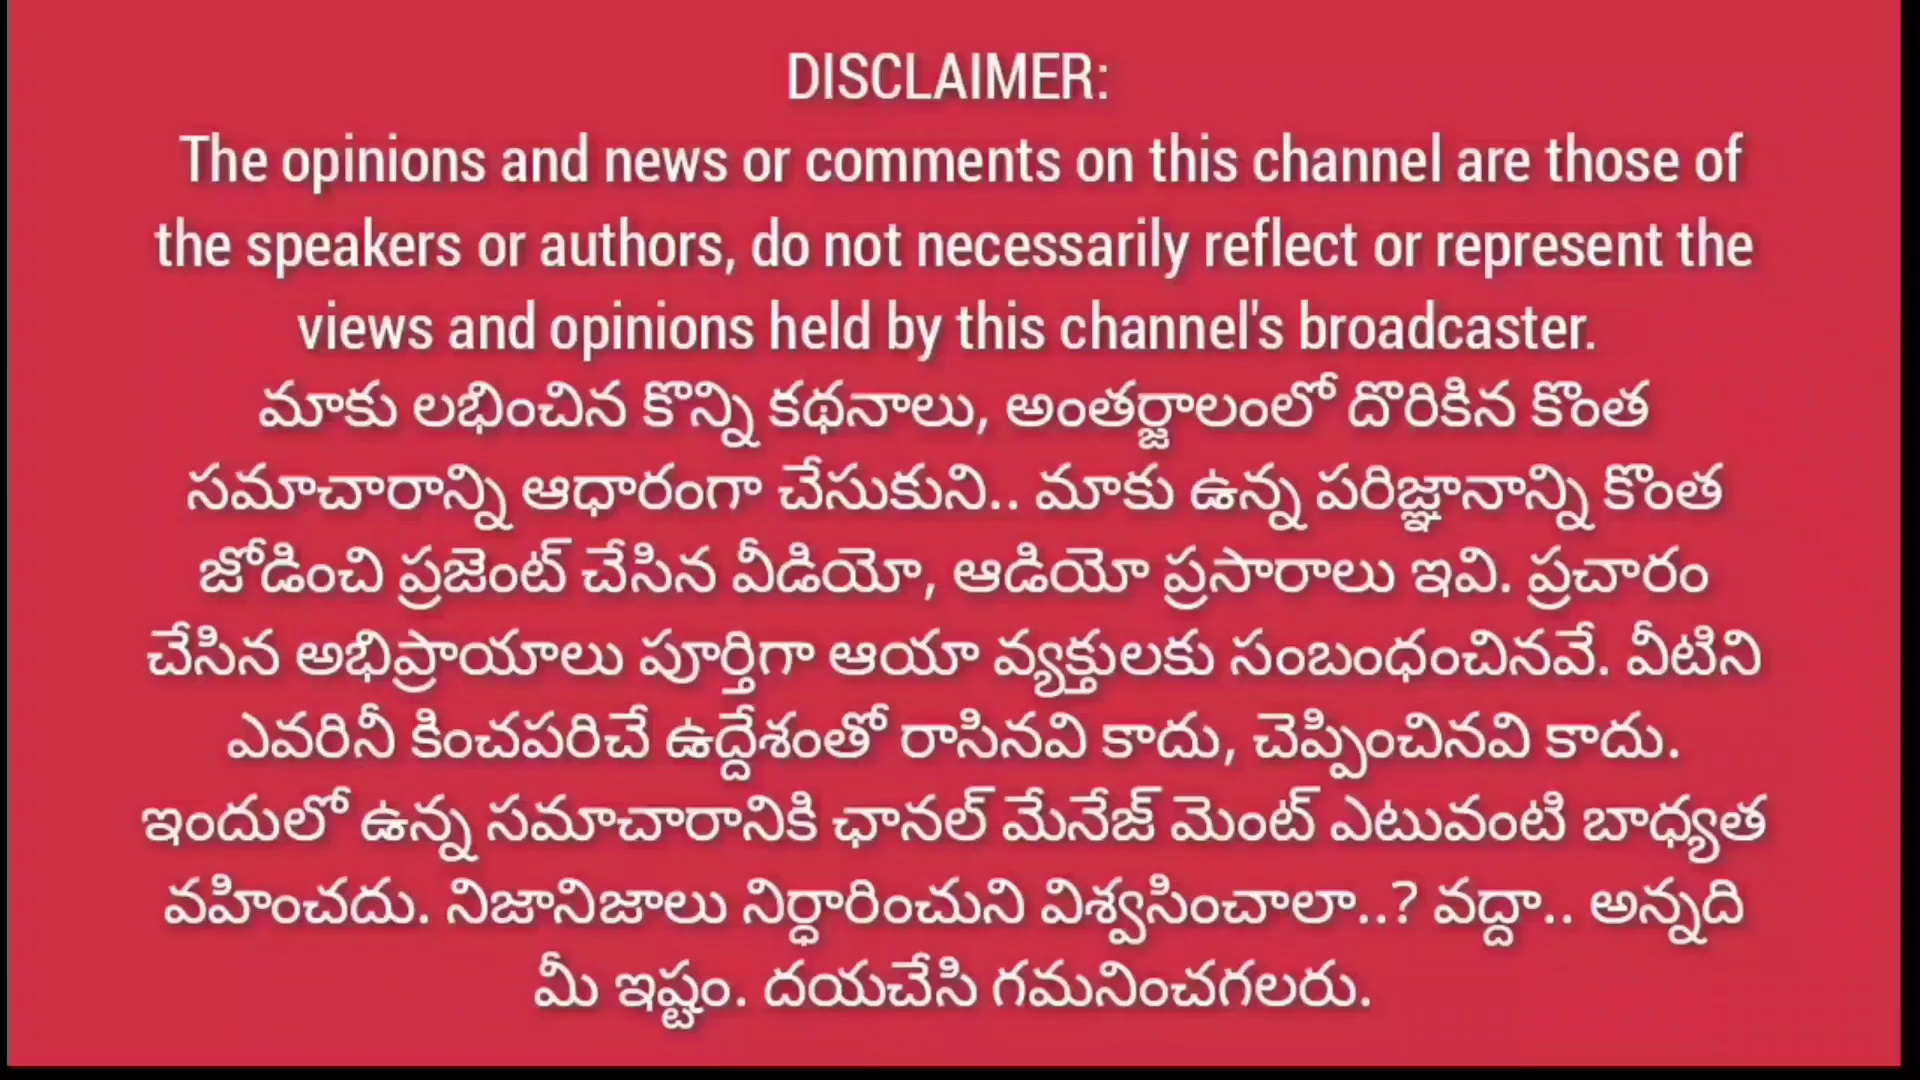 DISCLAIMER:
The opinions and news or comments on this channel are those of
the speakers or authors, do not necessarily reflect or represent the
views and opinions held by this channel's broadcaster.
మాకు లభించిన కొన్ని కథనాలు, అంతర్జాలంలో దొరికిన కొంత
సమాచారాన్ని ఆధారంగా చేసుకుని.. మాకు ఉన్న పరిజ్ఞానాన్ని కొంత
జోడించి ప్రజెంట్ చేసిన వీడియో, ఆడియో ప్రసారాలు ఇవి. ప్రచారం
చేసిన అభిప్రాయాలు పూర్తిగా ఆయా వ్యక్తులకు సంబంధంచినవే. వీటిని
ఎవరినీ కించపరిచే ఉద్దేశంతో రాసినవి కాదు, చెప్పించినవి కాదు.
ఇందులో ఉన్న సమాచారానికి ఛానల్ మేనేజ్ మెంట్ ఎటువంటి బాధ్యత
వహించదు. నిజానిజాలు నిర్ధారించుని విశ్వసించాలా..? వద్దా.. అన్నది
మీ ఇష్టం. దయచేసి గమనించగలరు.